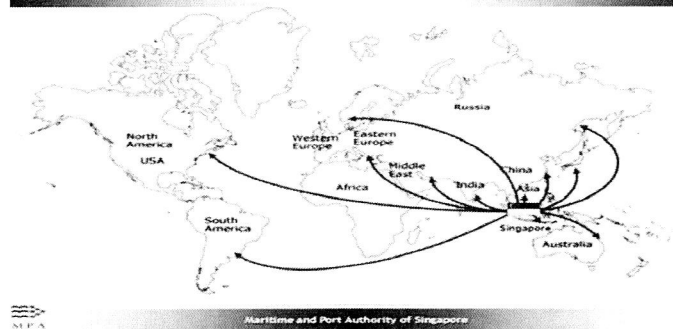 Russia
North
America
USA
Western
Europe
Eastern
Europe
Middle
East
China
Asia
India
Africa
South
America
Singapore
Australia
MPA
Maritime and Port Authority of Singapore